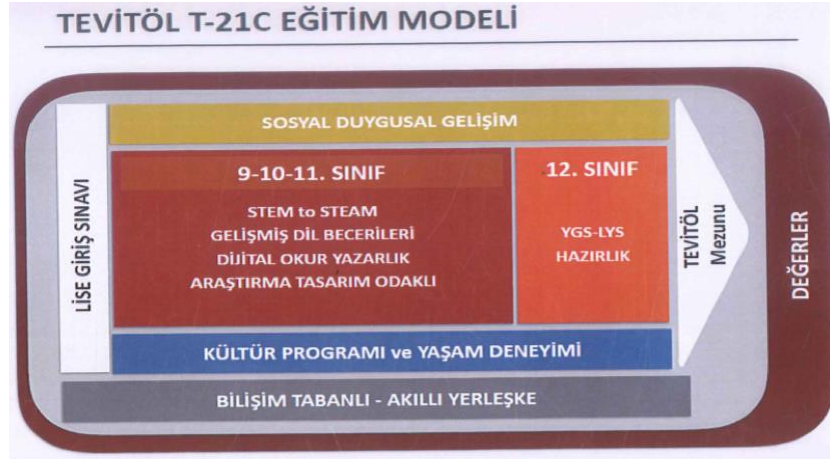 TEVİTÖL T-21C EĞİTİM MODELİ
LİSE GİRİŞ SINAVI
SOSYAL DUYGUSAL GELİŞİM
9-10-11. SINIF
STEM to STEAM
GELİŞMİŞ DİL BECERİLERİ
DİJİTAL OKUR YAZARLIK
ARAŞTIRMA TASARIM ODAKLI
12. SINIF
YGS-LYS
HAZIRLIK
KÜLTÜR PROGRAMI ve YAŞAM DENEYİMİ
BİLİŞİM TABANLI - AKILLI YERLEŞKE
TEVİTÖL
Mezunu
DEĞERLER